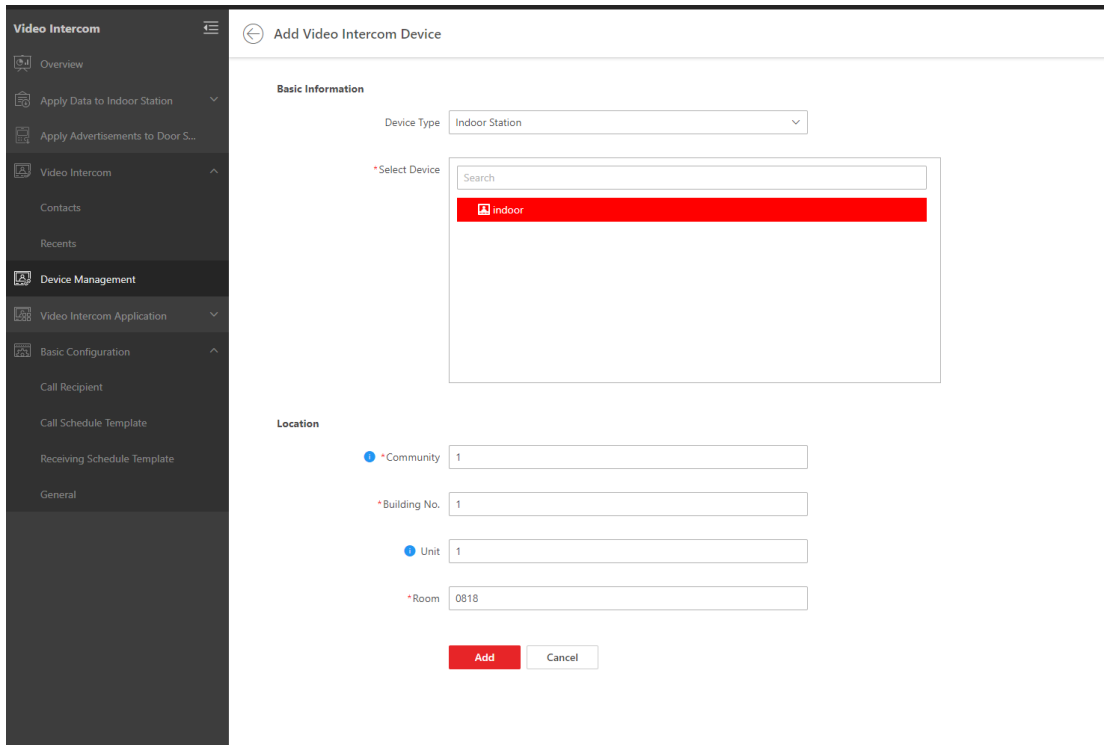 Video Intercom
Overview
Apply Data to Indoor Station
Apply Advertisements to Door S...
Video Intercom
Contacts
Recents
Device Management
Video Intercom Application
Basic Configuration
Call Recipient
Call Schedule Template
Receiving Schedule Template
General
Add Video Intercom Device
Basic Information
Device Type Indoor Station
*Select Device
Search
indoor
Location
*Community 1
*Building No. 1
Unit 1
*Room 0818
Add Cancel